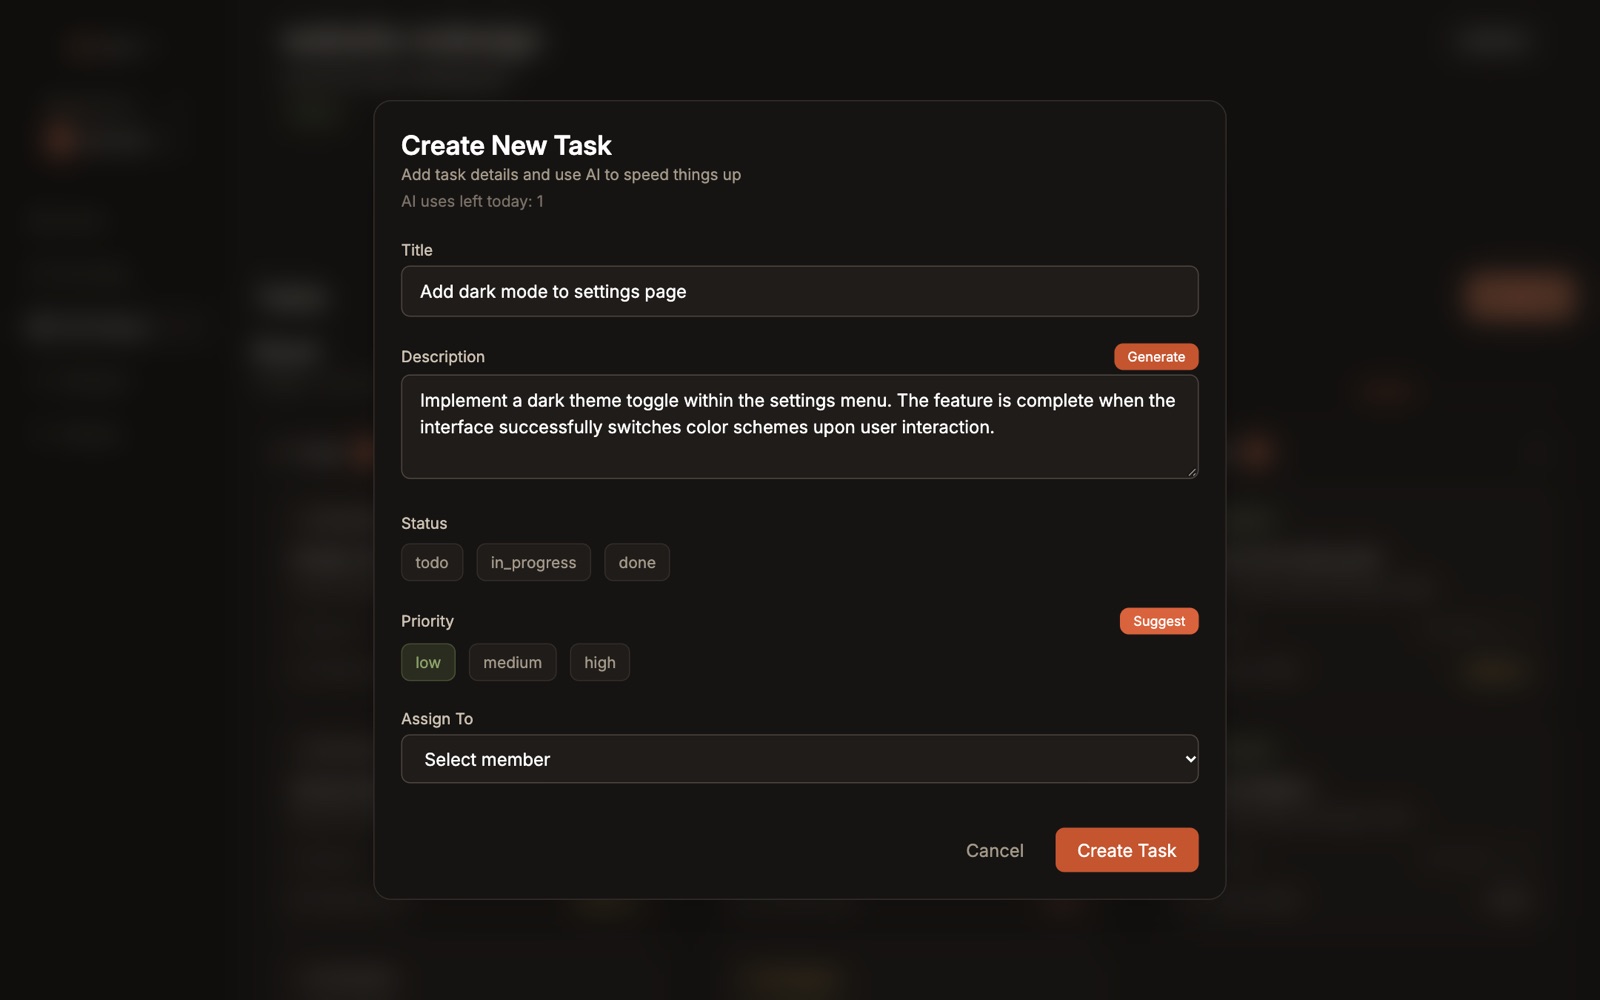 Create New Task
Add task details and use AI to speed things up
AI uses left today: 1
Title
Add dark mode to settings page
Description
Generate
Implement a dark theme toggle within the settings menu. The feature is complete when the
interface successfully switches color schemes upon user interaction.
Status
todo in_progress done
Priority
Suggest
low medium high
Assign To
Select member
Cancel Create Task